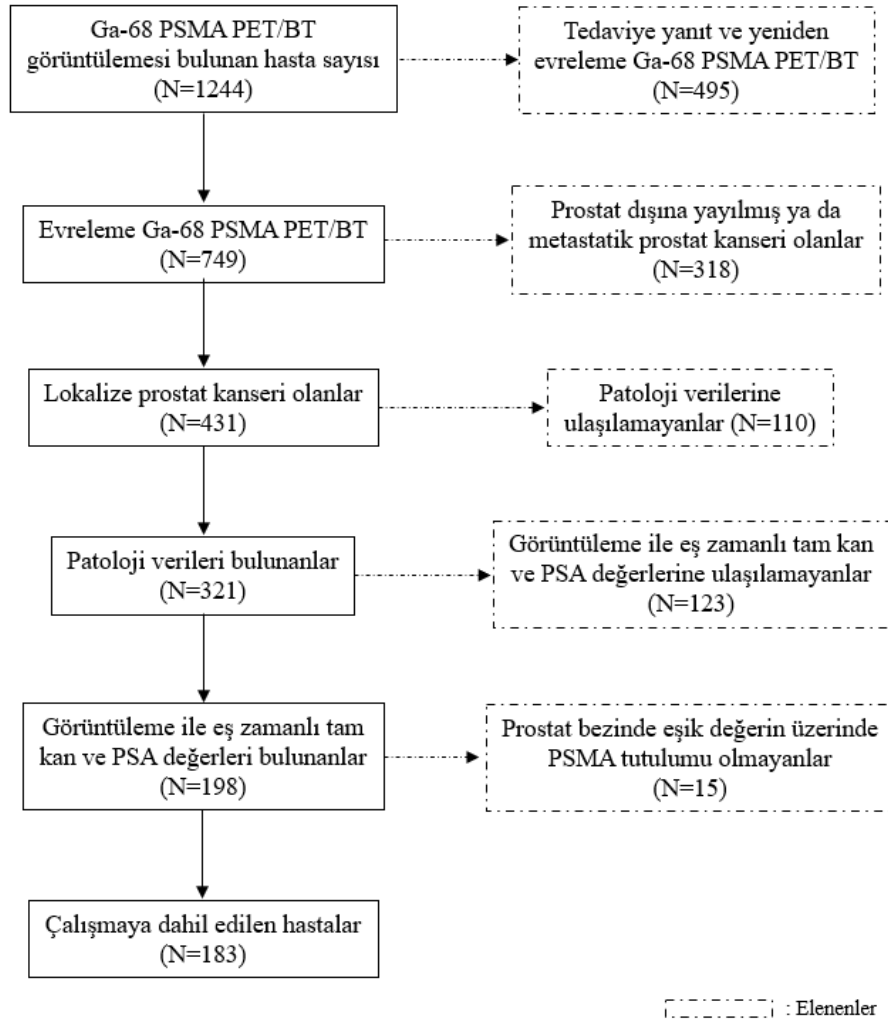 Ga-68 PSMA PET/BT
görüntülemesi bulunan hasta sayısı
(N=1244)
Tedaviye yanıt ve yeniden
evreleme Ga-68 PSMA PET/BT
(N=495)
Evreleme Ga-68 PSMA PET/BT
(N=749)
Prostat dışına yayılmış ya da
metastatik prostat kanseri olanlar
(N=318)
Lokalize prostat kanseri olanlar
(N=431)
Patoloji verilerine
ulaşılamayanlar (N=110)
Patoloji verileri bulunanlar
(N=321)
Görüntüleme ile eş zamanlı tam kan
ve PSA değerlerine ulaşılamayanlar
(N=123)
Görüntüleme ile eş zamanlı tam
kan ve PSA değerleri bulunanlar
(N=198)
Prostat bezinde eşik değerin üzerinde
PSMA tutulumu olmayanlar
(N=15)
Çalışmaya dahil edilen hastalar
(N=183)
: Elenenler